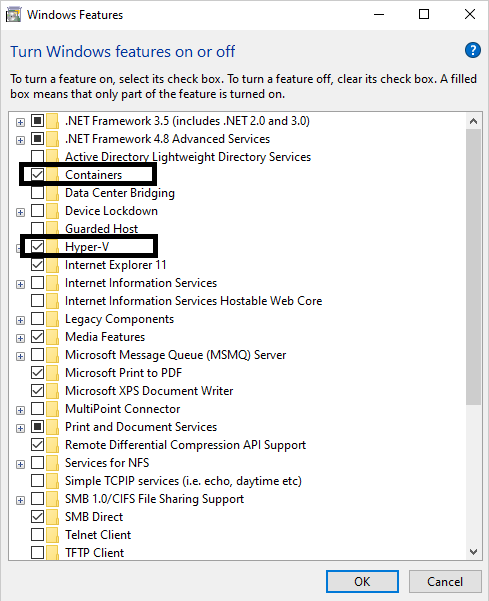 Windows Features
Turn Windows features on or off
To turn a feature on, select its check box. To turn a feature off, clear its check box. A filled
box means that only part of the feature is turned on.
.NET Framework 3.5 (includes .NET 2.0 and 3.0)
.NET Framework 4.8 Advanced Services
Active Directory Lightweight Directory Services
Containers
Data Center Bridging
Device Lockdown
Guarded Host
Hyper-V
Internet Explorer 11
Internet Information Services
Internet Information Services Hostable Web Core
Legacy Components
Media Features
Microsoft Message Queue (MSMQ) Server
Microsoft Print to PDF
Microsoft XPS Document Writer
MultiPoint Connector
Print and Document Services
Remote Differential Compression API Support
Services for NFS
Simple TCPIP services (i.e. echo, daytime etc)
SMB 1.0/CIFS File Sharing Support
SMB Direct
Telnet Client
TFTP Client
OK
Cancel